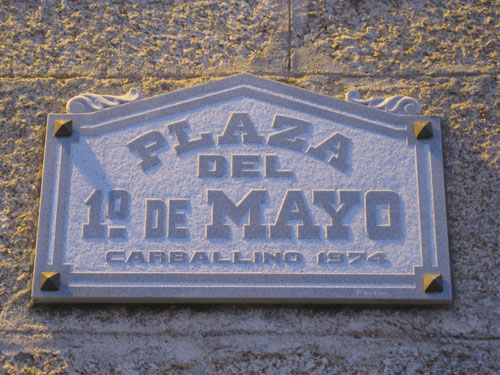 PLAZA
DEL
1º DE MAYO
CARBALLINO 1974